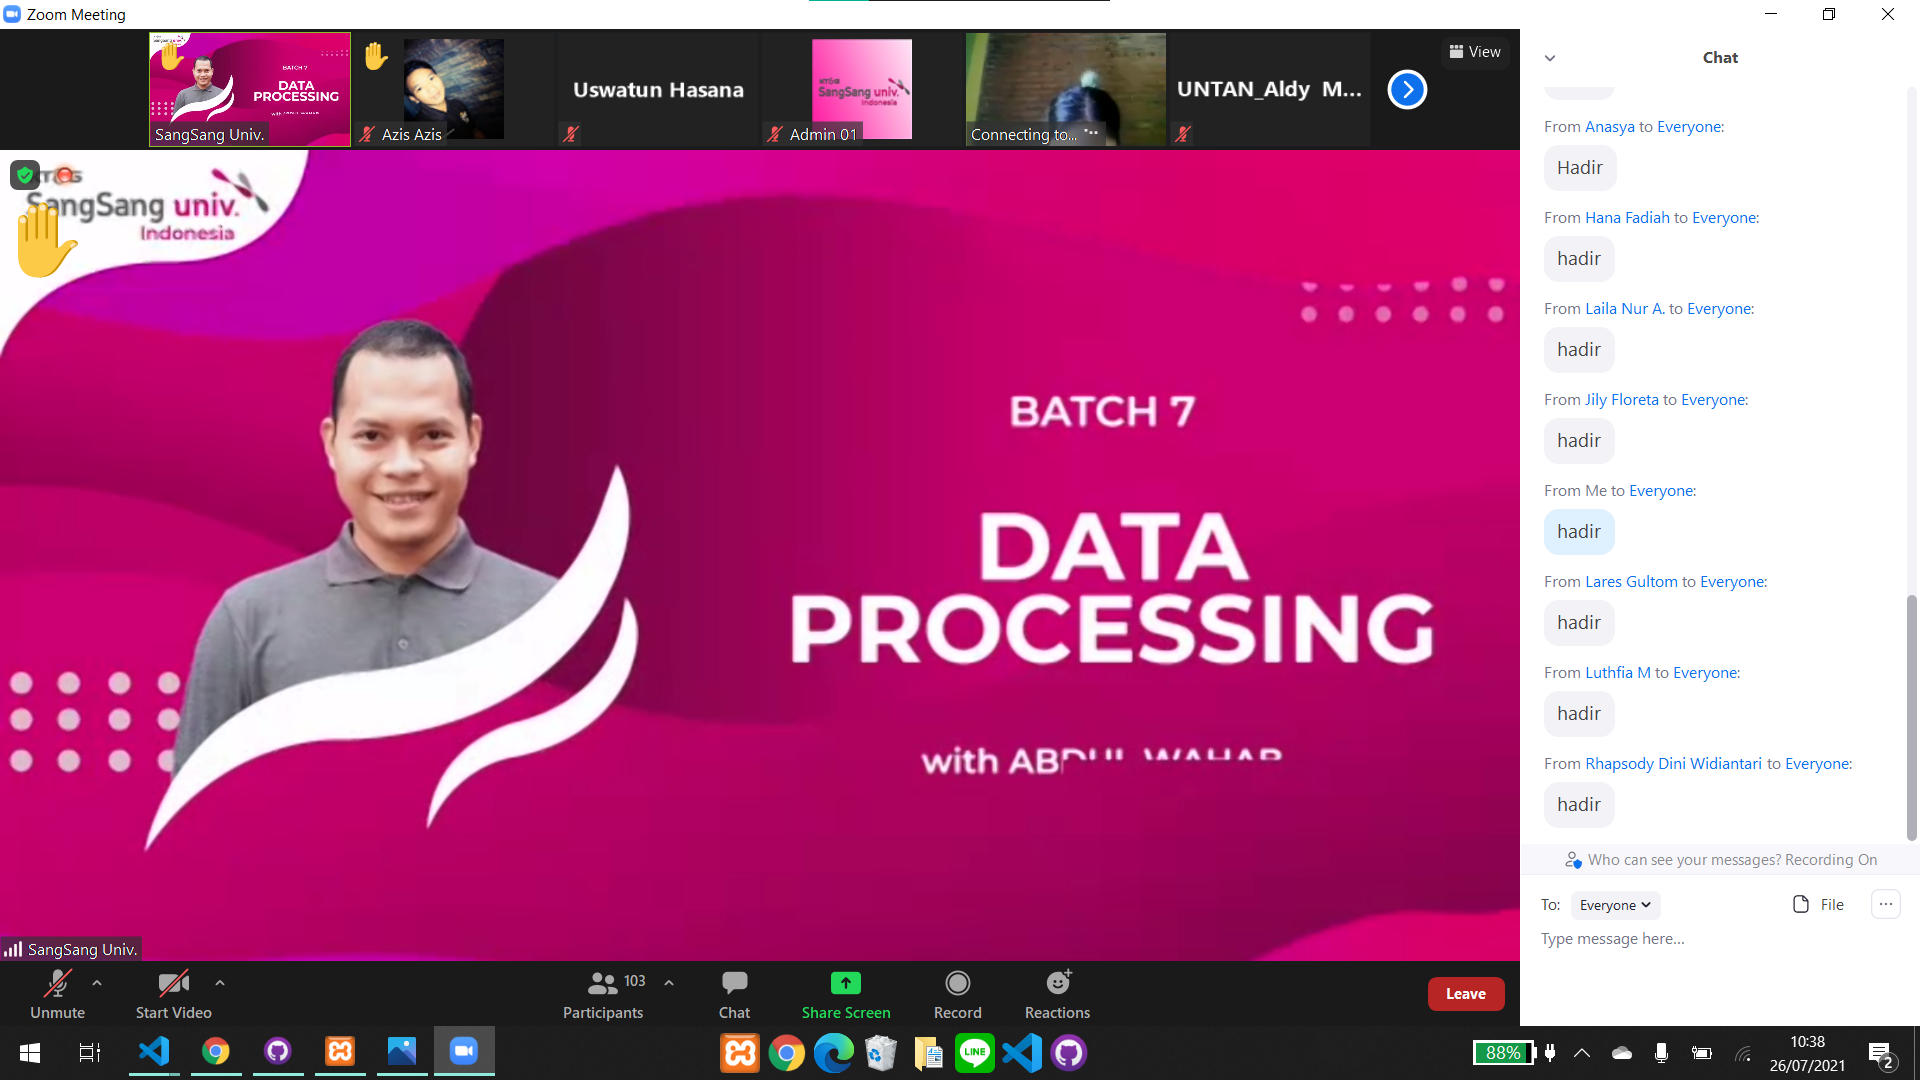 Zoom Meeting
BATCH 7
DATA
PROCESSING
SangSang Univ.
Azis Azis
Uswatun Hasana
SangSang univ.
Indonesia
Admin 01
Connecting to...
UNTAN_Aldy M...
View
SangSang univ.
Indonesia
BATCH 7
DATA
PROCESSING
with ABDUL WAHAB
SangSang Univ.
Chat
From Anasya to Everyone:
Hadir
From Hana Fadiah to Everyone:
hadir
From Laila Nur A. to Everyone:
hadir
From Jily Floreta to Everyone:
hadir
From Me to Everyone:
hadir
From Lares Gultom to Everyone:
hadir
From Luthfia M to Everyone:
hadir
From Rhapsody Dini Widiantari to Everyone:
hadir
Who can see your messages? Recording On
To: Everyone File
Type message here...
Unmute
Start Video
103
Participants
Chat
Share Screen
Record
Reactions
Leave
LINE
88%
10:38
26/07/2021
2